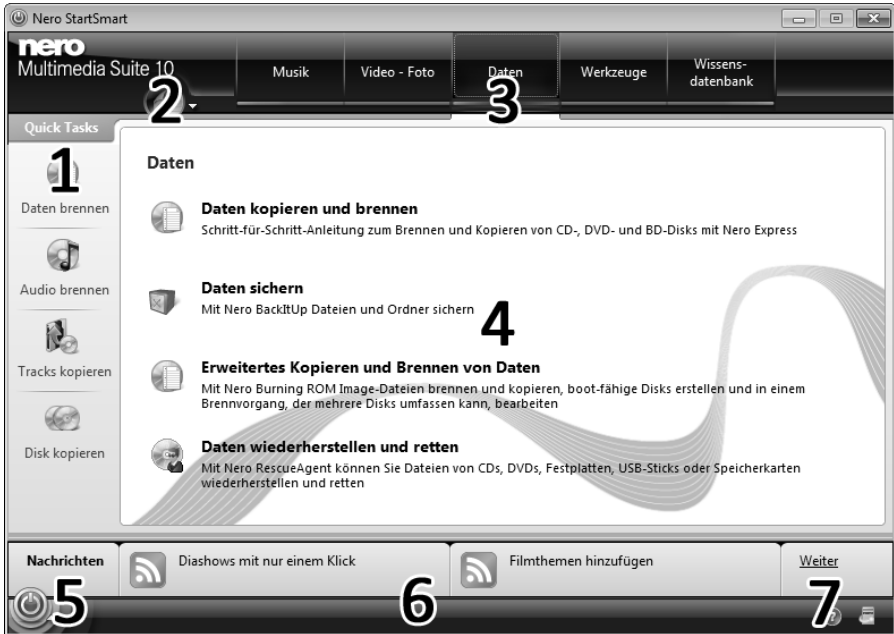 Nero StartSmart
nero
Multimedia Suite 10
Musik
Video - Foto
Daten
Werkzeuge
Wissens-
datenbank
2
3
Quick Tasks
1
Daten brennen
Audio brennen
Tracks kopieren
Disk kopieren
Daten
Daten kopieren und brennen
Schritt-für-Schritt-Anleitung zum Brennen und Kopieren von CD-, DVD- und BD-Disks mit Nero Express
Daten sichern
Mit Nero BackItUp Dateien und Ordner sichern
4
Erweitertes Kopieren und Brennen von Daten
Mit Nero Burning ROM Image-Dateien brennen und kopieren, boot-fähige Disks erstellen und in einem
Brennvorgang, der mehrere Disks umfassen kann, bearbeiten
Daten wiederherstellen und retten
Mit Nero RescueAgent können Sie Dateien von CDs, DVDs, Festplatten, USB-Sticks oder Speicherkarten
wiederherstellen und retten
Nachrichten
Diashows mit nur einem Klick
Filmthemen hinzufügen
Weiter
5
6
7